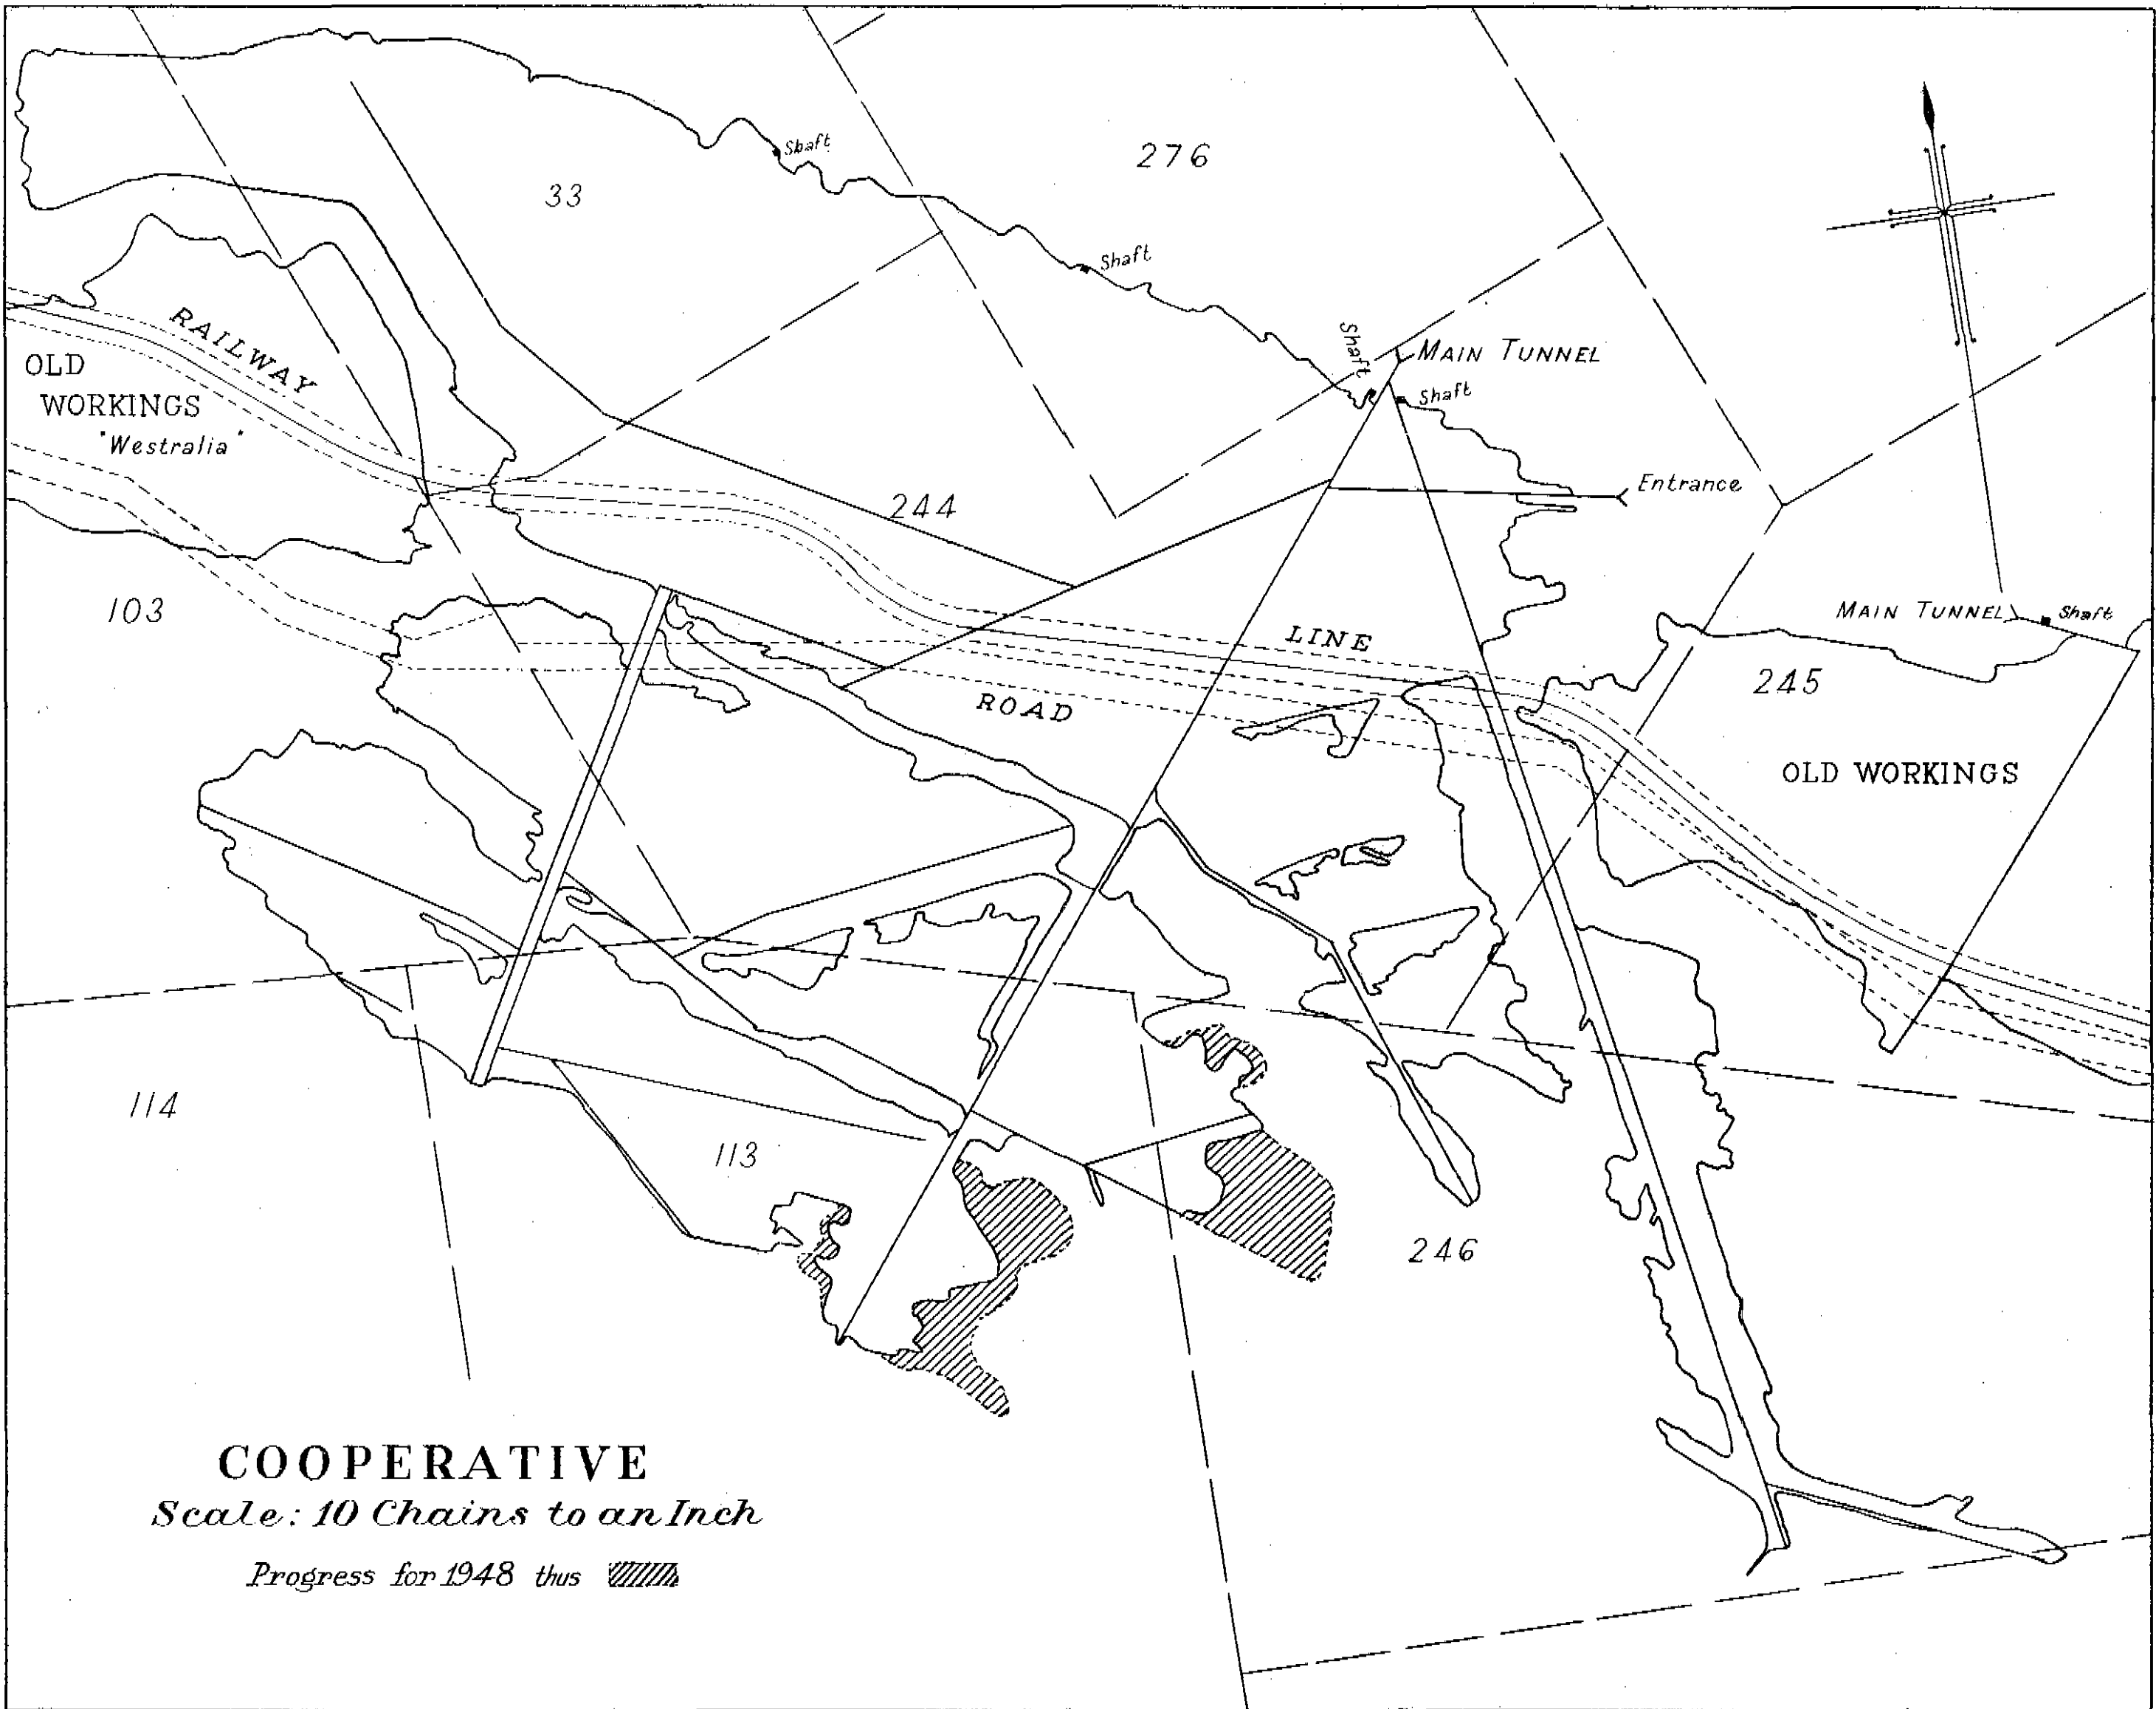 Shaft
276
33
Shaft
Shaft
MAIN TUNNEL
Shaft
RAILWAY
OLD
WORKINGS
"Westralia"
Entrance
244
103
MAIN TUNNEL
Shaft
LINE
245
ROAD
OLD WORKINGS
114
113
246
COOPERATIVE
Scale: 10 Chains to an Inch
Progress for 1948 thus